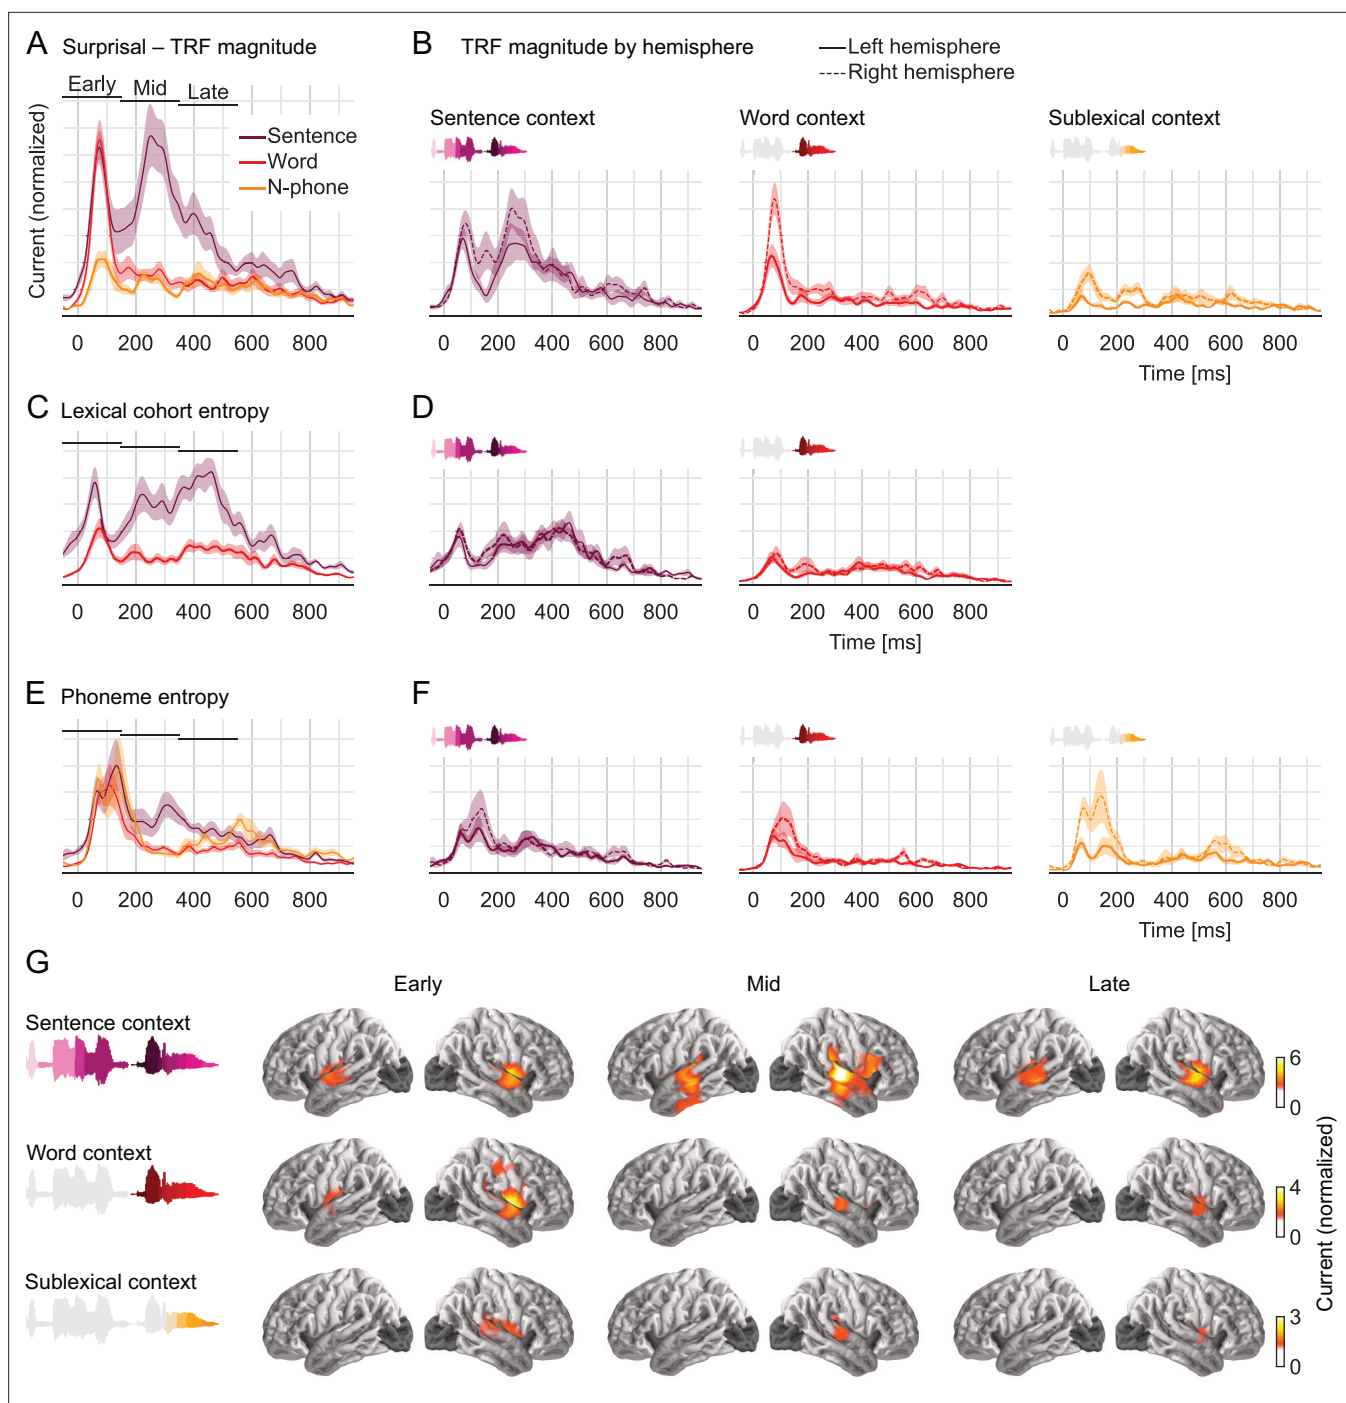 A Surprisal – TRF magnitude
B TRF magnitude by hemisphere
Left hemisphere
Right hemisphere
Early Mid Late
Sentence
Word
N-phone
Current (normalized)
Sentence context
Word context
Sublexical context
0 200 400 600 800
0 200 400 600 800
0 200 400 600 800
0 200 400 600 800
Time [ms]
C Lexical cohort entropy
D
0 200 400 600 800
0 200 400 600 800
0 200 400 600 800
Time [ms]
E Phoneme entropy
F
0 200 400 600 800
0 200 400 600 800
0 200 400 600 800
0 200 400 600 800
Time [ms]
G
Early Mid Late
Sentence context
6
0
Word context
4
0
Sublexical context
3
0
Current (normalized)